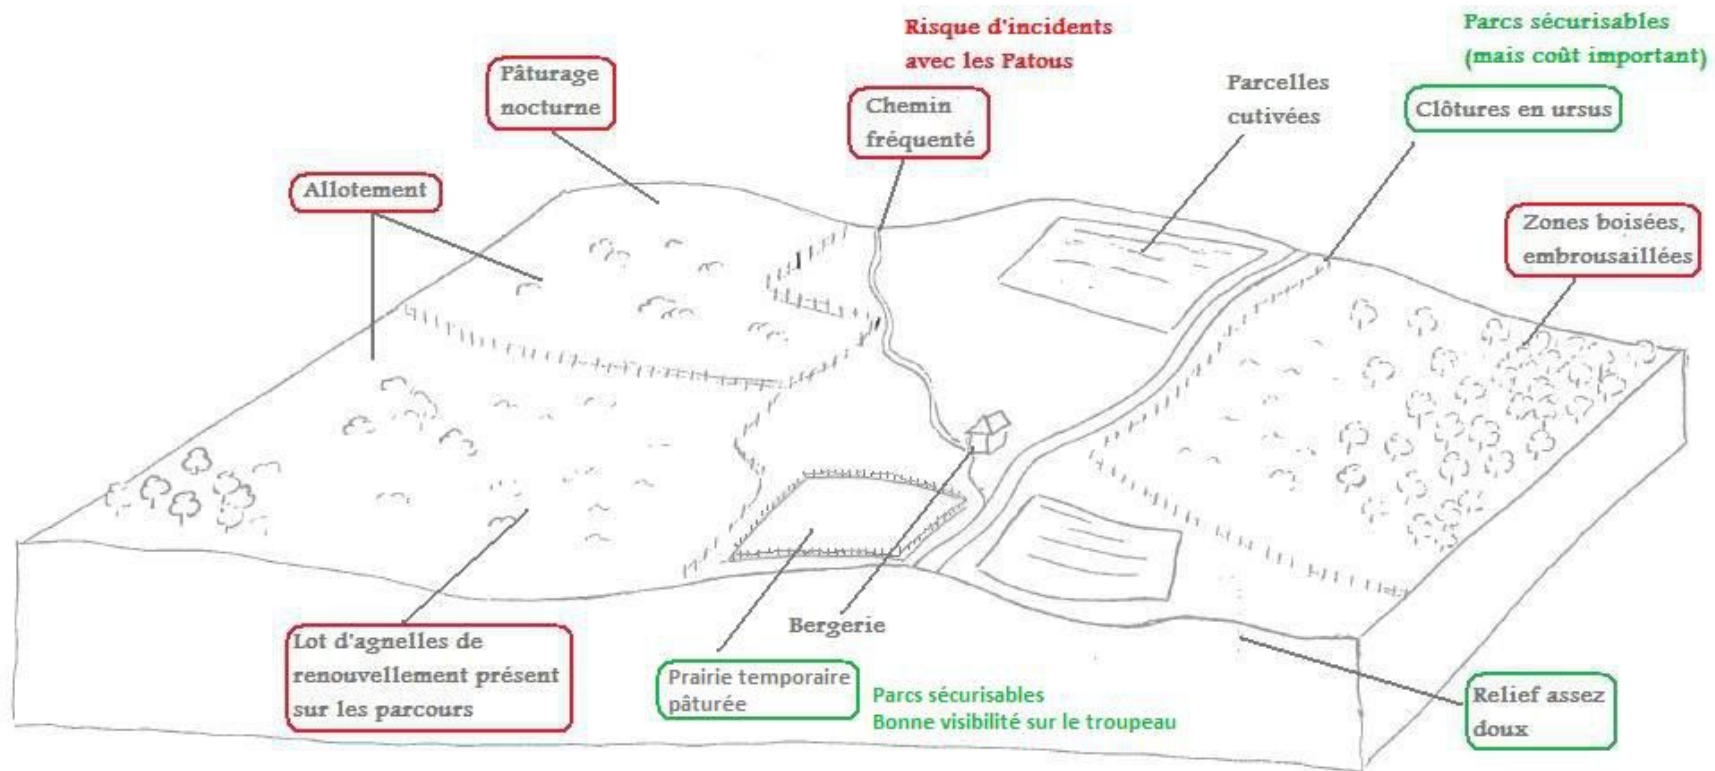 Risque d'incidents
avec les Patous
Parcs sécurisables
(mais coût important)
Pâturage
nocturne
Chemin
fréquenté
Parcelles
cutivées
Clôtures en ursus
Allotement
Zones boisées,
embrousaillées
Lot d'agnelles de
renouvellement présent
sur les parcours
Bergerie
Prairie temporaire
pâturée
Parcs sécurisables
Bonne visibilité sur le troupeau
Relief assez
doux